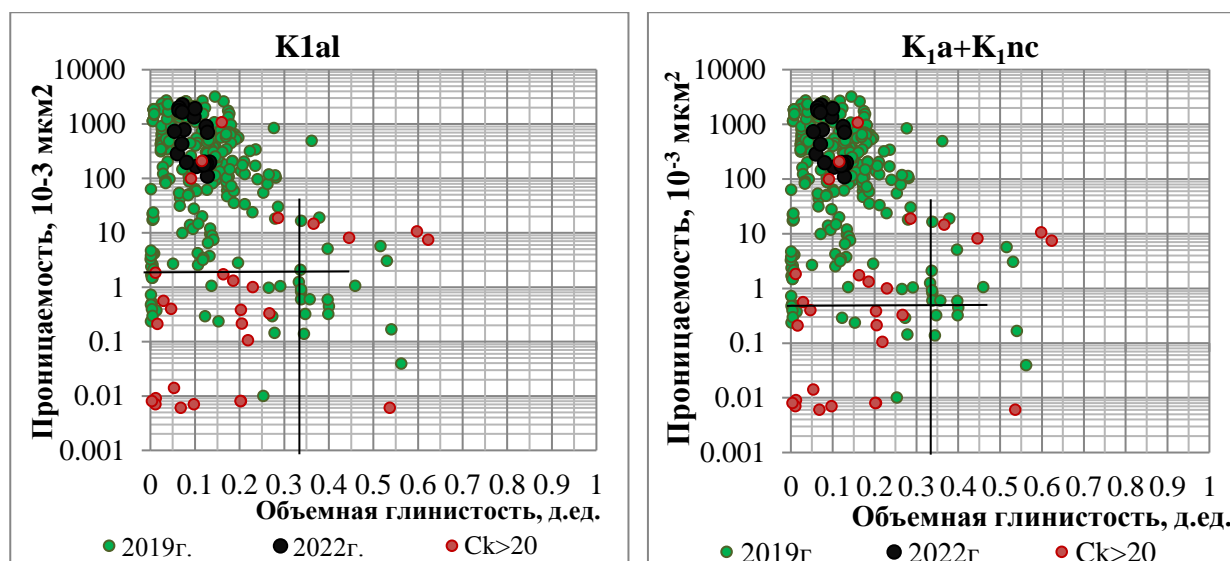 K1al
Проницаемость, 10-3 мкм2
10000
1000
100
10
1
0.1
0.01
0.001
0 0.1 0.2 0.3 0.4 0.5 0.6 0.7 0.8 0.9 1
Объемная глинистость, д.ед.
2019г. 2022г. Ck>20
K₁a+K₁nc
Проницаемость, 10⁻³ мкм²
10000
1000
100
10
1
0.1
0.01
0.001
0 0.1 0.2 0.3 0.4 0.5 0.6 0.7 0.8 0.9 1
Объемная глинистость, д.ед.
2019г 2022г Ck>20